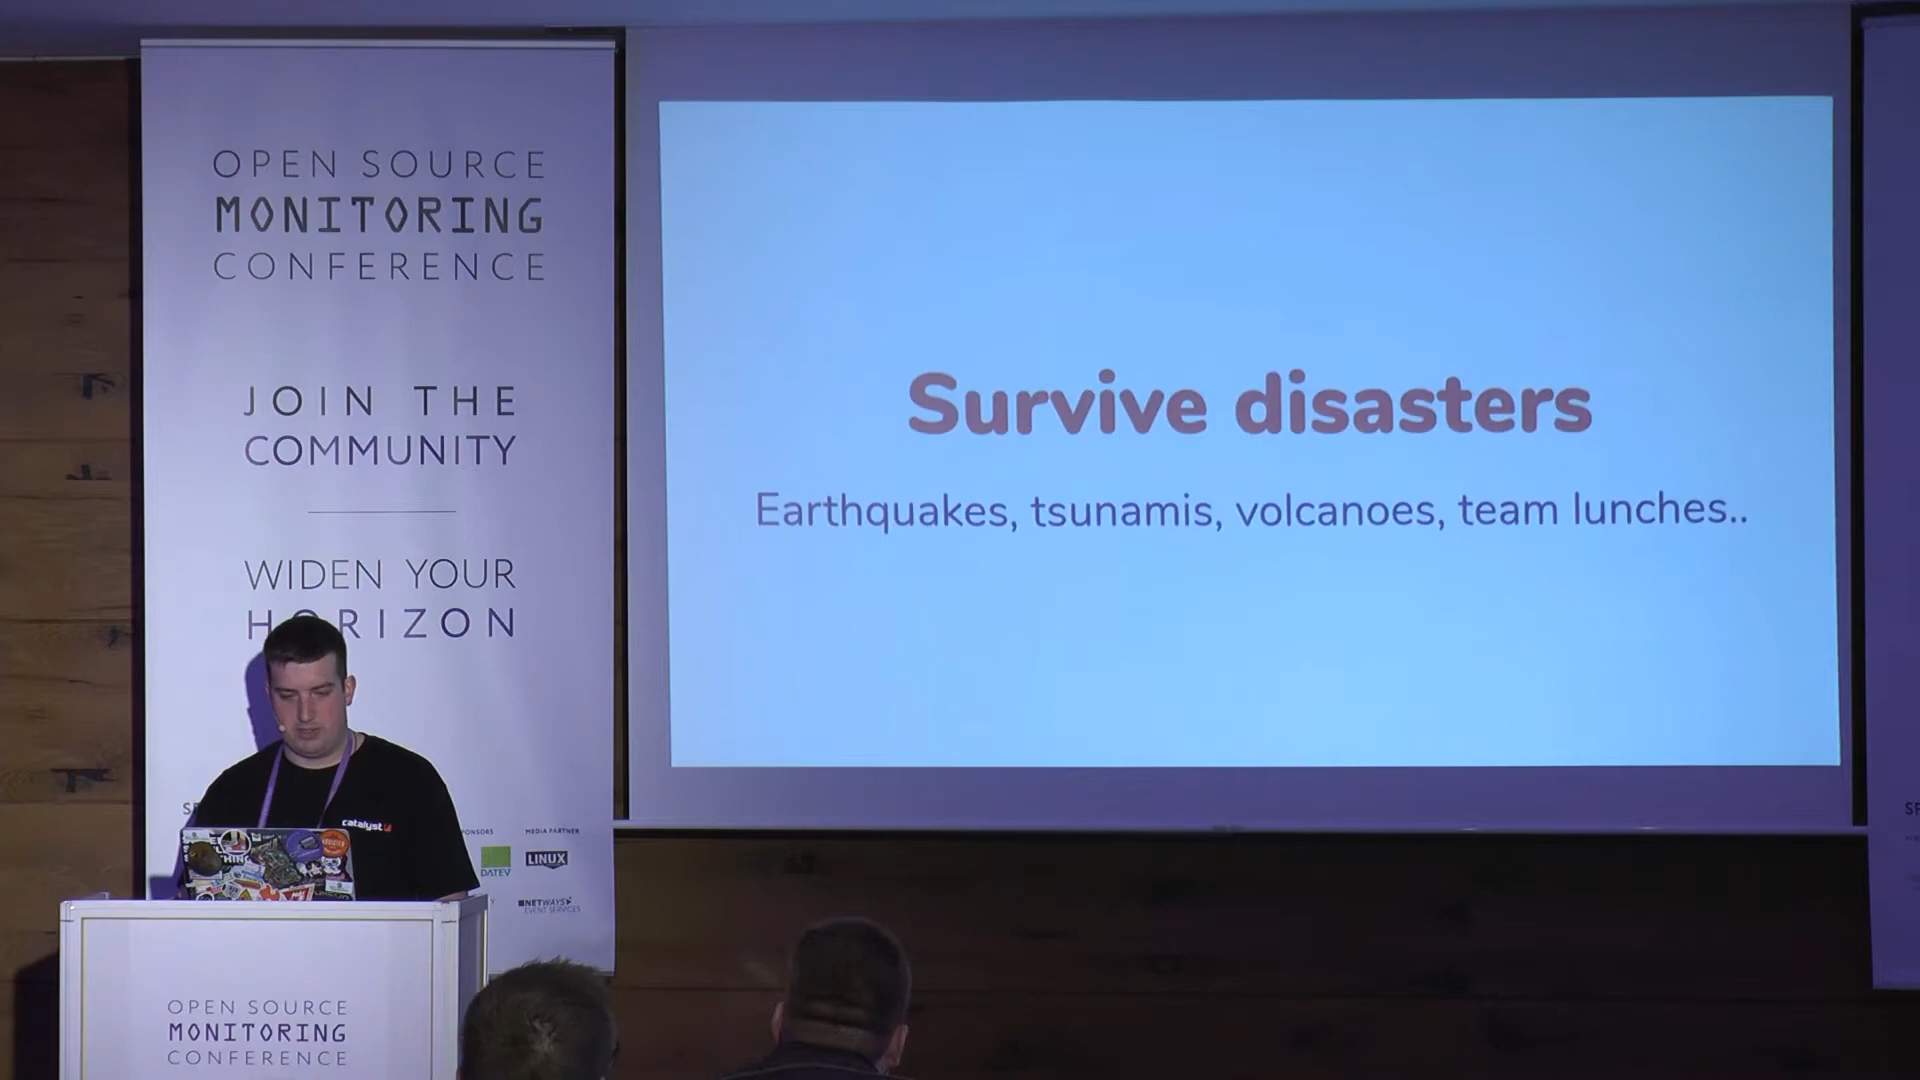 OPEN SOURCE
MONITORING
CONFERENCE
JOIN THE
COMMUNITY
WIDEN YOUR
H RIZON
Survive disasters
Earthquakes, tsunamis, volcanoes, team lunches..
catalyst
MEDIA PARTNER
DATEV
LINUX
NETWAYS
EVENT SERVICES
OPEN SOURCE
MONITORING
CONFERENCE